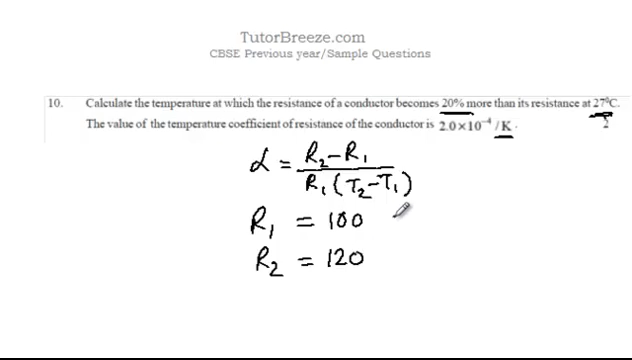 TutorBreeze.com
CBSE Previous year/Sample Questions
10. Calculate the temperature at which the resistance of a conductor becomes 20% more than its resistance at 27°C.
The value of the temperature coefficient of resistance of the conductor is 2.0×10⁻⁴ /K. 2
α = (R₂-R₁)/(R₁(T₂-T₁))
R₁ = 100
R₂ = 120